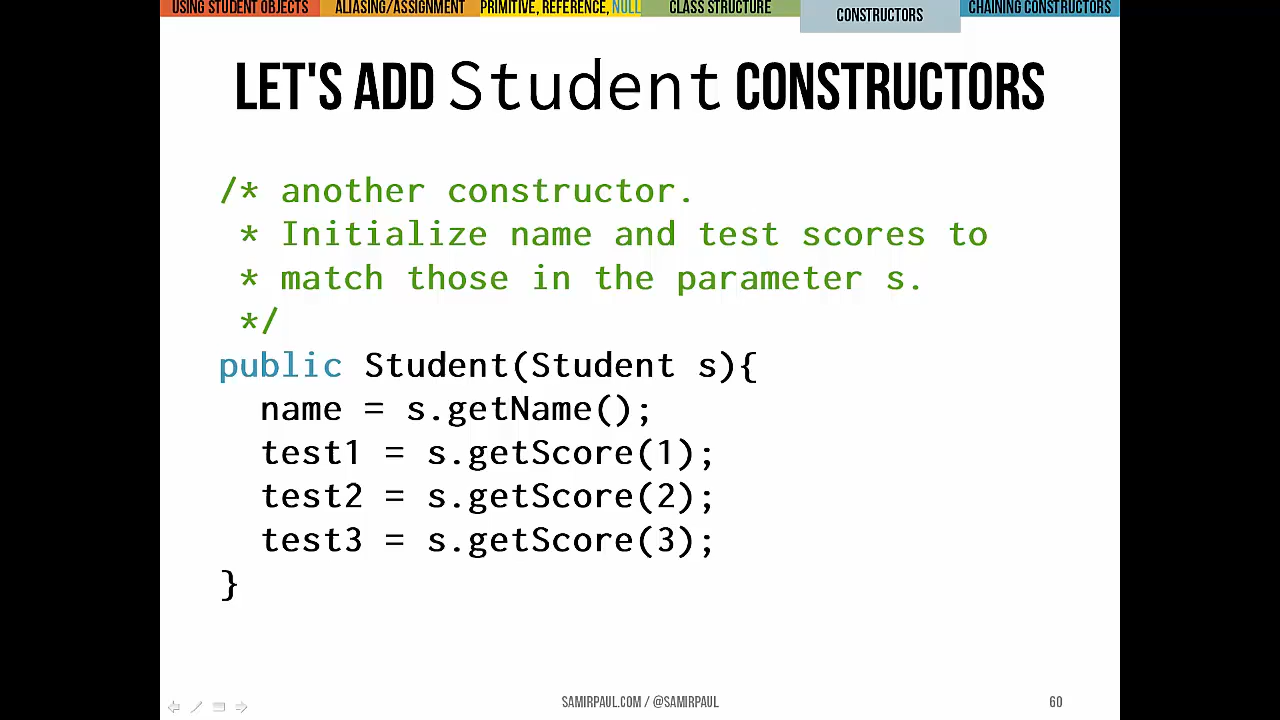 USING STUDENT OBJECTS ALIASING/ASSIGNMENT PRIMITIVE, REFERENCE, NULL CLASS STRUCTURE CONSTRUCTORS CHAINING CONSTRUCTORS
LET'S ADD Student CONSTRUCTORS
/* another constructor.
 * Initialize name and test scores to
 * match those in the parameter s.
 */
public Student(Student s){
  name = s.getName();
  test1 = s.getScore(1);
  test2 = s.getScore(2);
  test3 = s.getScore(3);
}
SAMIRPAUL.COM / @SAMIRPAUL 60